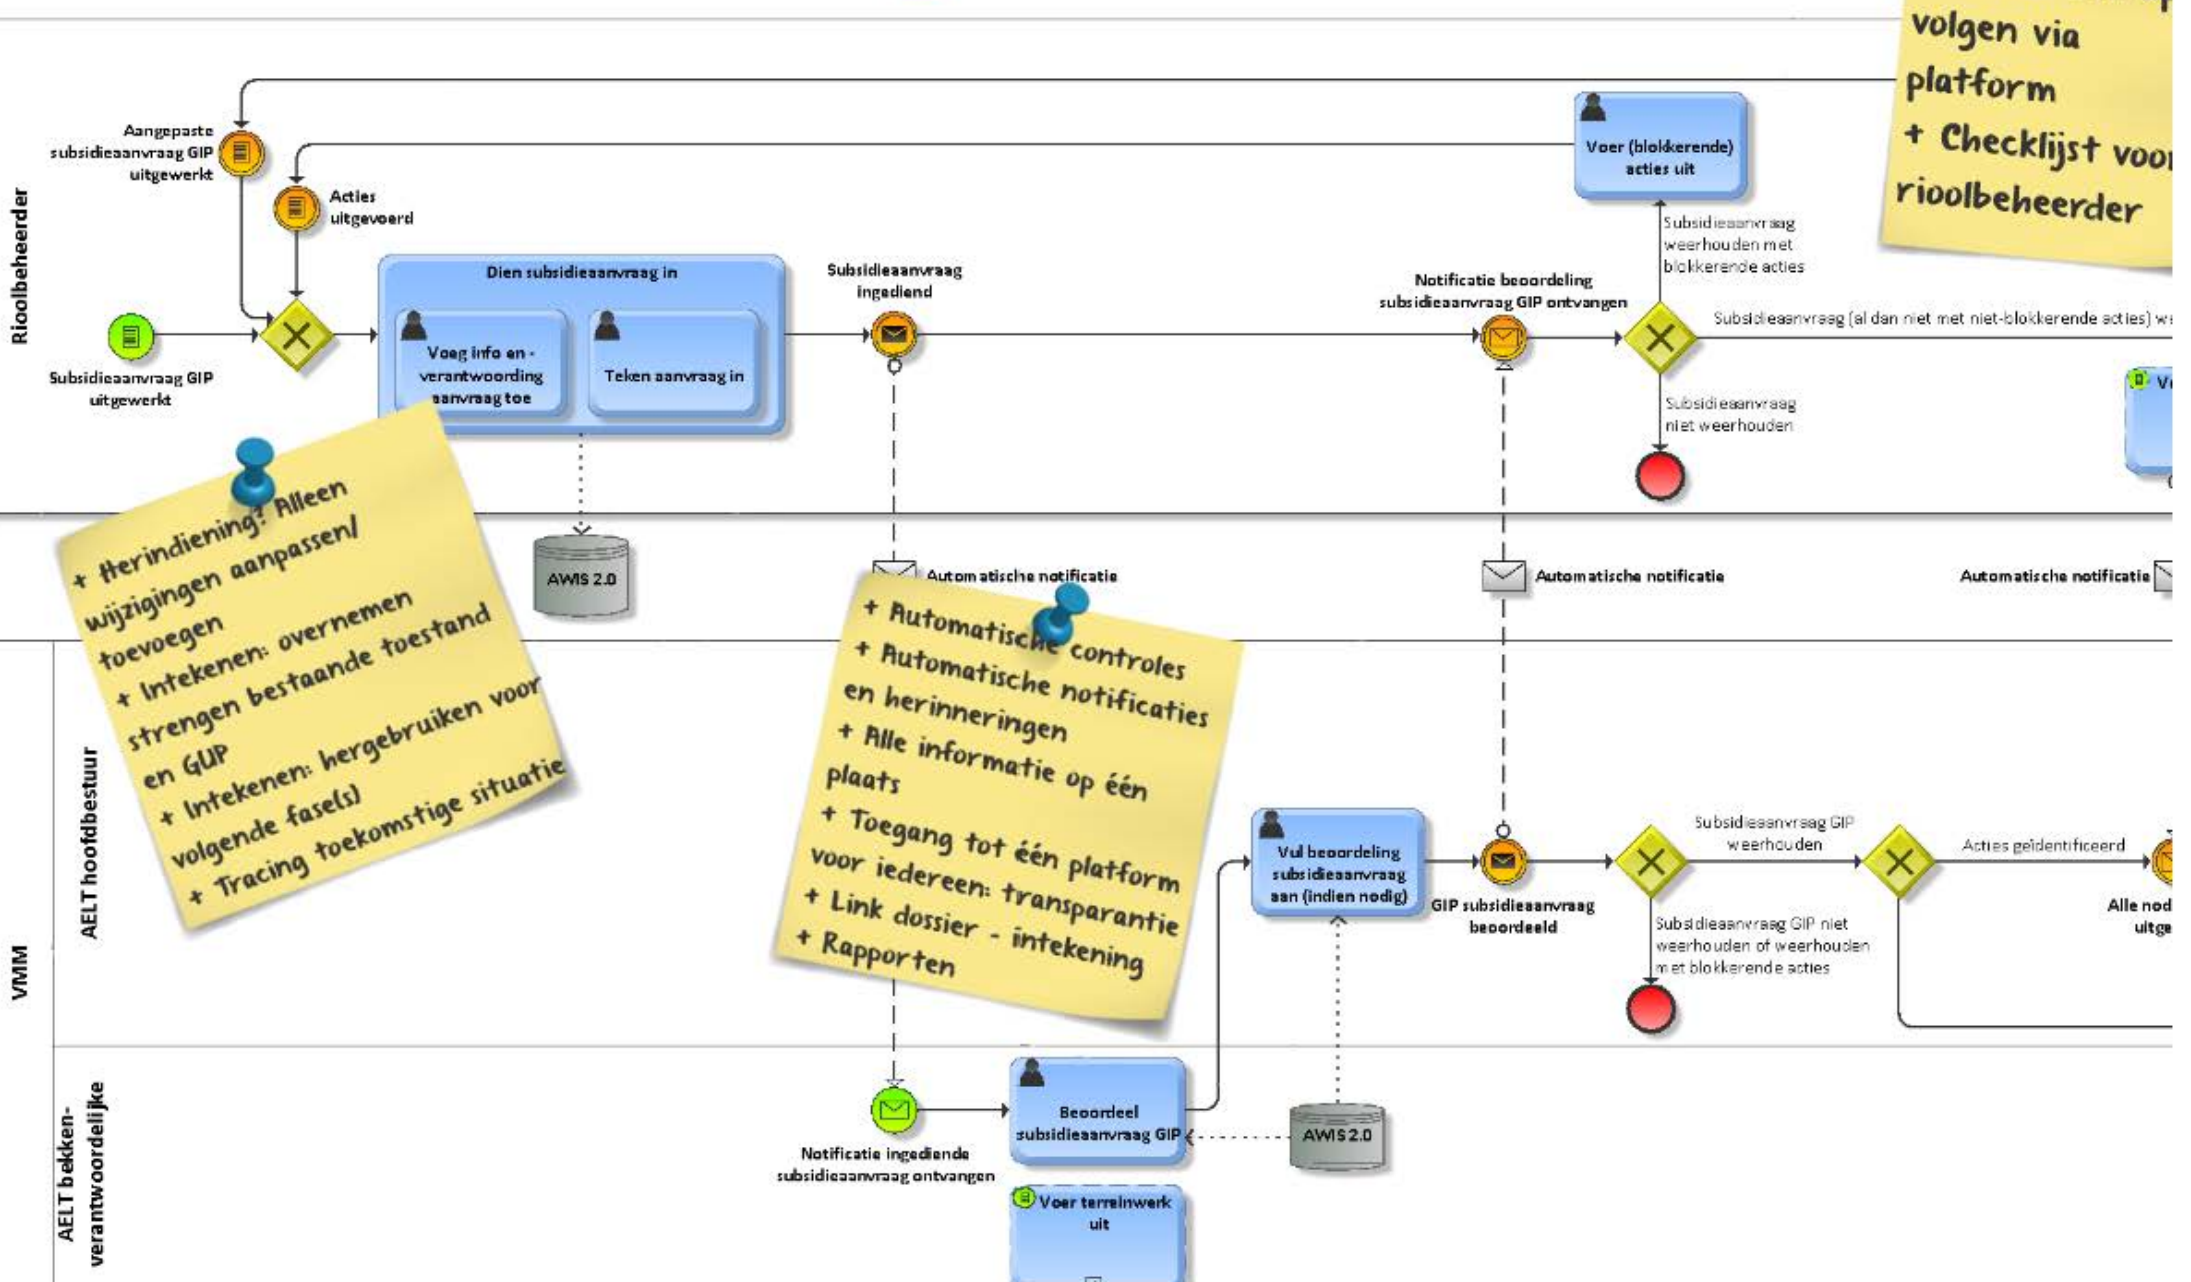 volgen via
platform
+ Checklijst voor
rioolbeheerder
Rioolbeheerder
Aangepaste
subsidieaanvraag GIP
uitgewerkt
Acties
uitgevoerd
Subsidieaanvraag GIP
uitgewerkt
Dien subsidieaanvraag in
Voeg info en -
verantwoording
aanvraag toe
Teken aanvraag in
Subsidieaanvraag
ingediend
Notificatie beoordeling
subsidieaanvraag GIP ontvangen
Voer (blokkerende)
acties uit
Subsidieaanvraag
weerhouden met
blokkerende acties
Subsidieaanvraag (al dan niet met niet-blokkerende acties) we
Subsidieaanvraag
niet weerhouden
AWIS 2.0
Automatische notificatie
Automatische notificatie
Automatische notificatie
+ Herindiening? Alleen
wijzigingen aanpassen/
toevoegen
+ Intekenen: overnemen
strengen bestaande toestand
en GUP
+ Intekenen: hergebruiken voor
volgende fase(s)
+ Tracing toekomstige situatie
+ Automatische controles
+ Automatische notificaties
en herinneringen
+ Alle informatie op één
plaats
+ Toegang tot één platform
voor iedereen: transparantie
+ Link dossier - intekening
+ Rapporten
VMM
AELT hoofdbestuur
Vul beoordeling
subsidieaanvraag
aan (indien nodig)
GIP subsidieaanvraag
beoordeeld
Subsidieaanvraag GIP
weerhouden
Acties geïdentificeerd
Subsidieaanvraag GIP niet
weerhouden of weerhouden
met blokkerende acties
Alle nod
uitge
AELT bekken-
verantwoordelijke
Notificatie ingediende
subsidieaanvraag ontvangen
Beoordeel
subsidieaanvraag GIP
AWIS 2.0
Voer terreinwerk
uit